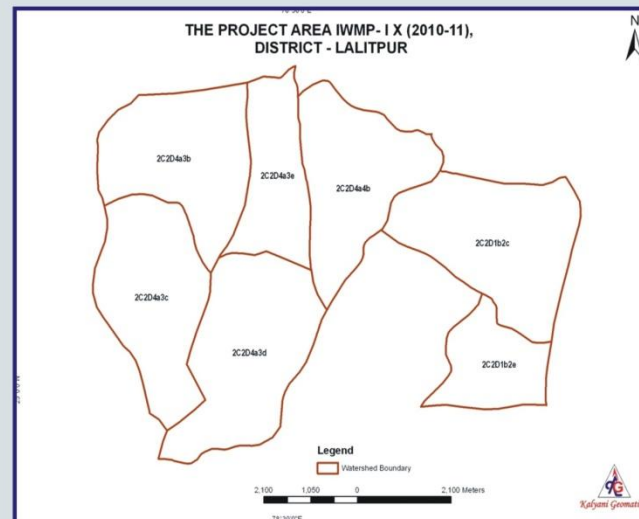 THE PROJECT AREA IWMP- I X (2010-11),
DISTRICT - LALITPUR
N
2C2D4a3b
2C2D4a3e
2C2D4a4b
2C2D1b2c
2C2D4a3c
2C2D4a3d
2C2D1b2e
Legend
Watershed Boundary
2,100 1,050 0 2,100 Meters
Kalyani Geomati